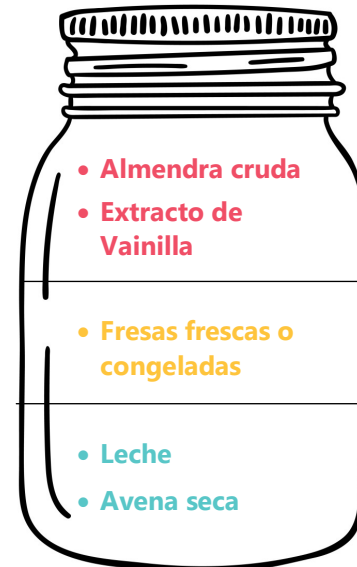 • Almendra cruda
• Extracto de
Vainilla
• Fresas frescas o
congeladas
• Leche
• Avena seca